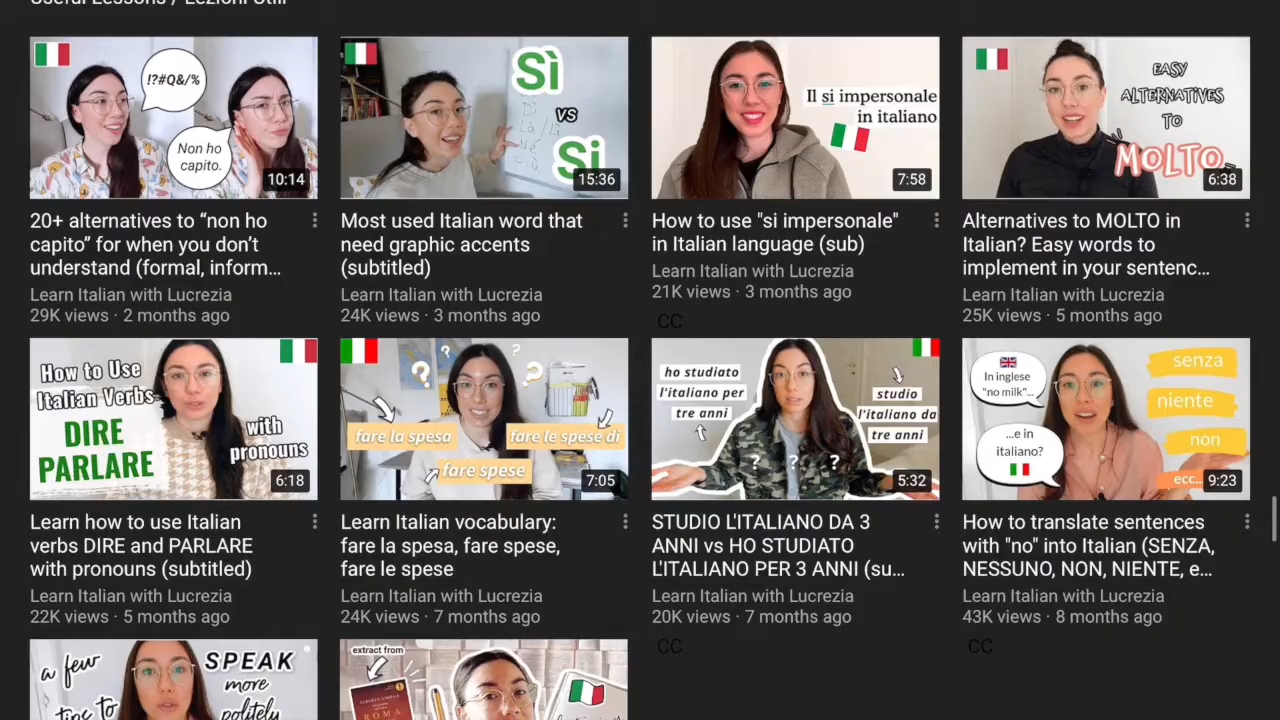 Useful Lessons / Lezioni Utili
!?#Q&/%
Non ho
capito.
10:14
Sì
vs
Si
15:36
Il si impersonale
in italiano
7:58
EASY
ALTERNATIVES
TO
MOLTO
6:38
20+ alternatives to “non ho
capito” for when you don’t
understand (formal, inform...
Learn Italian with Lucrezia
29K views · 2 months ago
Most used Italian word that
need graphic accents
(subtitled)
Learn Italian with Lucrezia
24K views · 3 months ago
How to use "si impersonale"
in Italian language (sub)
Learn Italian with Lucrezia
21K views · 3 months ago
CC
Alternatives to MOLTO in
Italian? Easy words to
implement in your sentenc...
Learn Italian with Lucrezia
25K views · 5 months ago
How to Use
Italian Verbs
DIRE
PARLARE
with
pronouns
6:18
fare la spesa
fare le spese di
fare spese
7:05
ho studiato
l'italiano per
tre anni
studio
l'italiano da
tre anni
5:32
In inglese
"no milk"...
...e in
italiano?
senza
niente
non
ecc..
9:23
Learn how to use Italian
verbs DIRE and PARLARE
with pronouns (subtitled)
Learn Italian with Lucrezia
22K views · 5 months ago
Learn Italian vocabulary:
fare la spesa, fare spese,
fare le spese
Learn Italian with Lucrezia
24K views · 7 months ago
STUDIO L'ITALIANO DA 3
ANNI vs HO STUDIATO
L'ITALIANO PER 3 ANNI (su...
Learn Italian with Lucrezia
20K views · 7 months ago
CC
How to translate sentences
with "no" into Italian (SENZA,
NESSUNO, NON, NIENTE, e...
Learn Italian with Lucrezia
43K views · 8 months ago
CC
a few
tips to
SPEAK
more
politely
extract from
ROMA